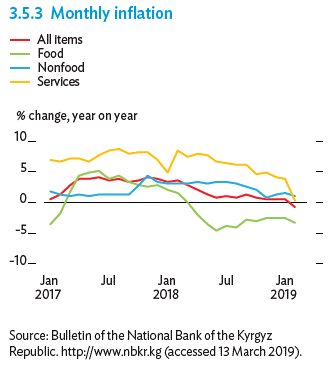 3.5.3 Monthly inflation
All items
Food
Nonfood
Services
% change, year on year
10
5
0
-5
-10
Jan Jul Jan Jul Jan
2017 2018 2019
Source: Bulletin of the National Bank of the Kyrgyz
Republic. http://www.nbkr.kg (accessed 13 March 2019).